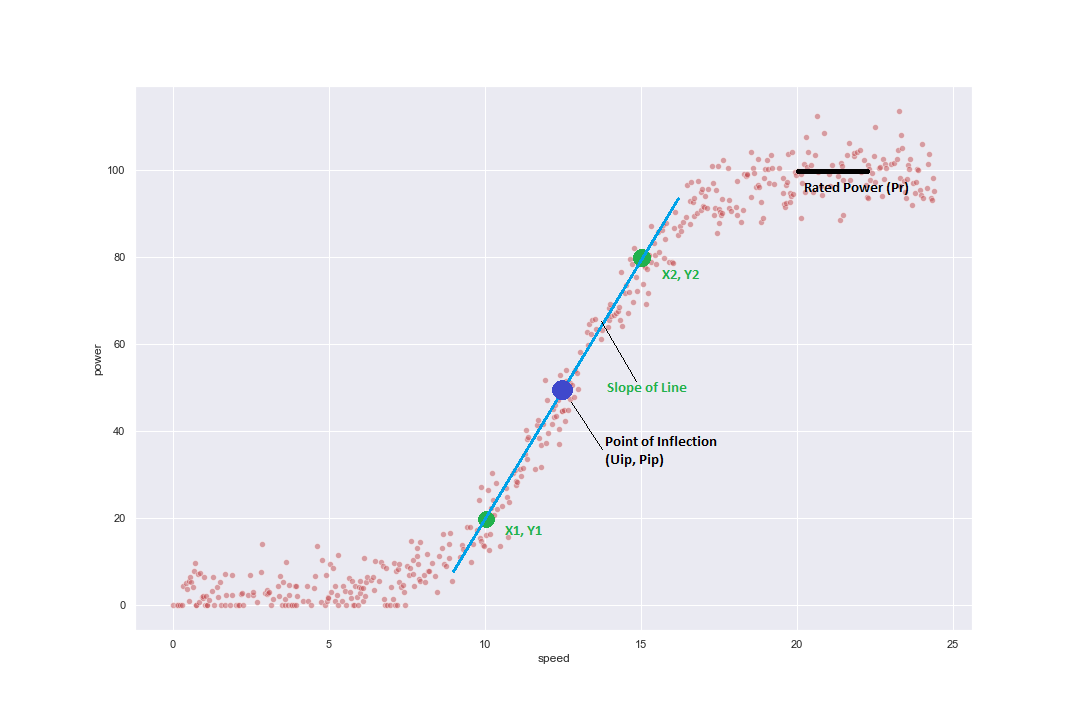 100
Rated Power (Pr)
80
X2, Y2
60
Slope of Line
power
40
Point of Inflection
(Uip, Pip)
20
X1, Y1
0
0 5 10 15 20 25
speed